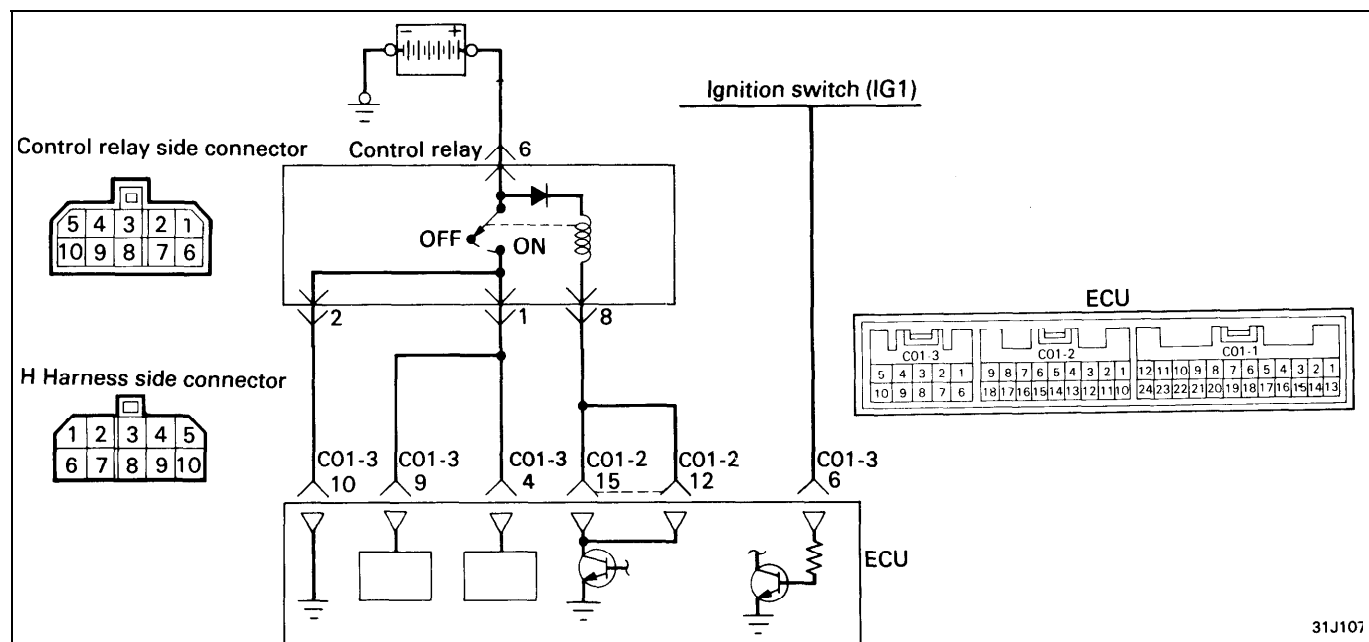 − +
Ignition switch (IG1)
Control relay side connector
Control relay
6
5 4 3 2 1
10 9 8 7 6
OFF
ON
2
1
8
ECU
C01-3
C01-2
C01-1
5 4 3 2 1
9 8 7 6 5 4 3 2 1
12 11 10 9 8 7 6 5 4 3 2 1
10 9 8 7 6
18 17 16 15 14 13 12 11 10
24 23 22 21 20 19 18 17 16 15 14 13
H Harness side connector
1 2 3 4 5
6 7 8 9 10
C01-3
10
C01-3
9
C01-3
4
C01-2
15
C01-2
12
C01-3
6
ECU
31J107